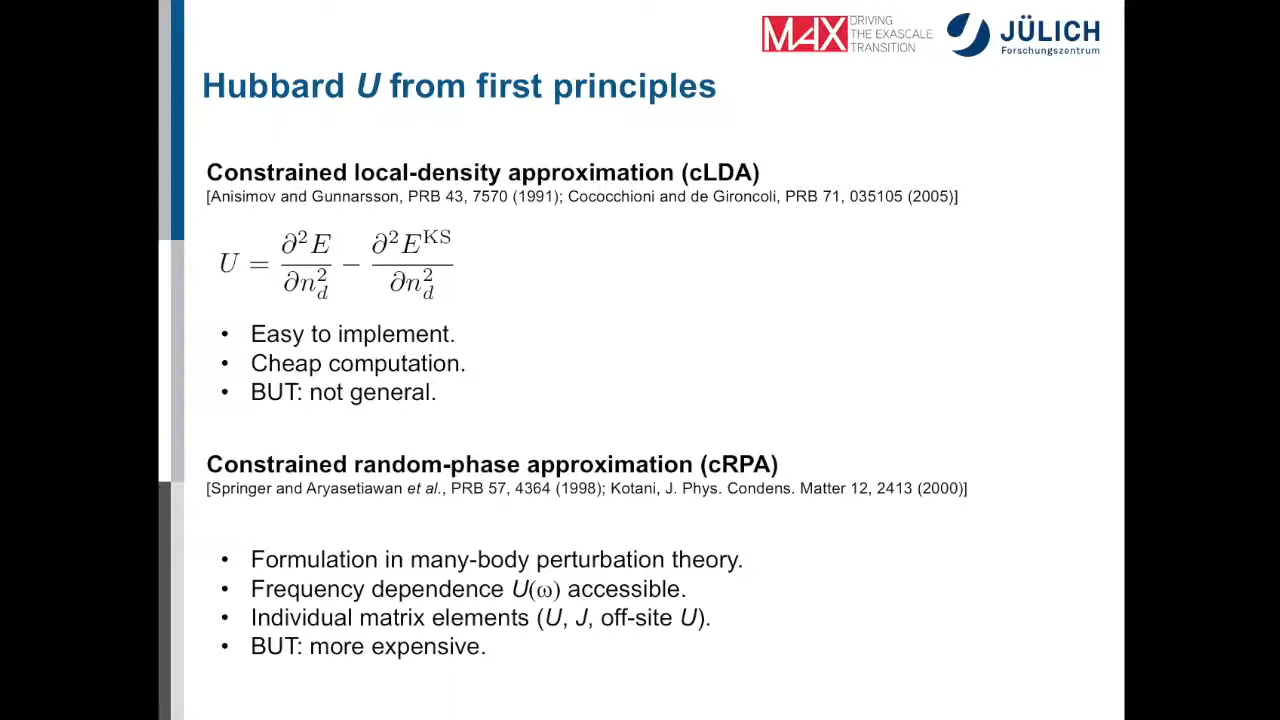 MAX DRIVING
THE EXASCALE
TRANSITION
JÜLICH
Forschungszentrum
Hubbard U from first principles
Constrained local-density approximation (cLDA)
[Anisimov and Gunnarsson, PRB 43, 7570 (1991); Cococchioni and de Gironcoli, PRB 71, 035105 (2005)]
U = ∂²E/∂n_d² − ∂²E^KS/∂n_d²
• Easy to implement.
• Cheap computation.
• BUT: not general.
Constrained random-phase approximation (cRPA)
[Springer and Aryasetiawan et al., PRB 57, 4364 (1998); Kotani, J. Phys. Condens. Matter 12, 2413 (2000)]
• Formulation in many-body perturbation theory.
• Frequency dependence U(ω) accessible.
• Individual matrix elements (U, J, off-site U).
• BUT: more expensive.